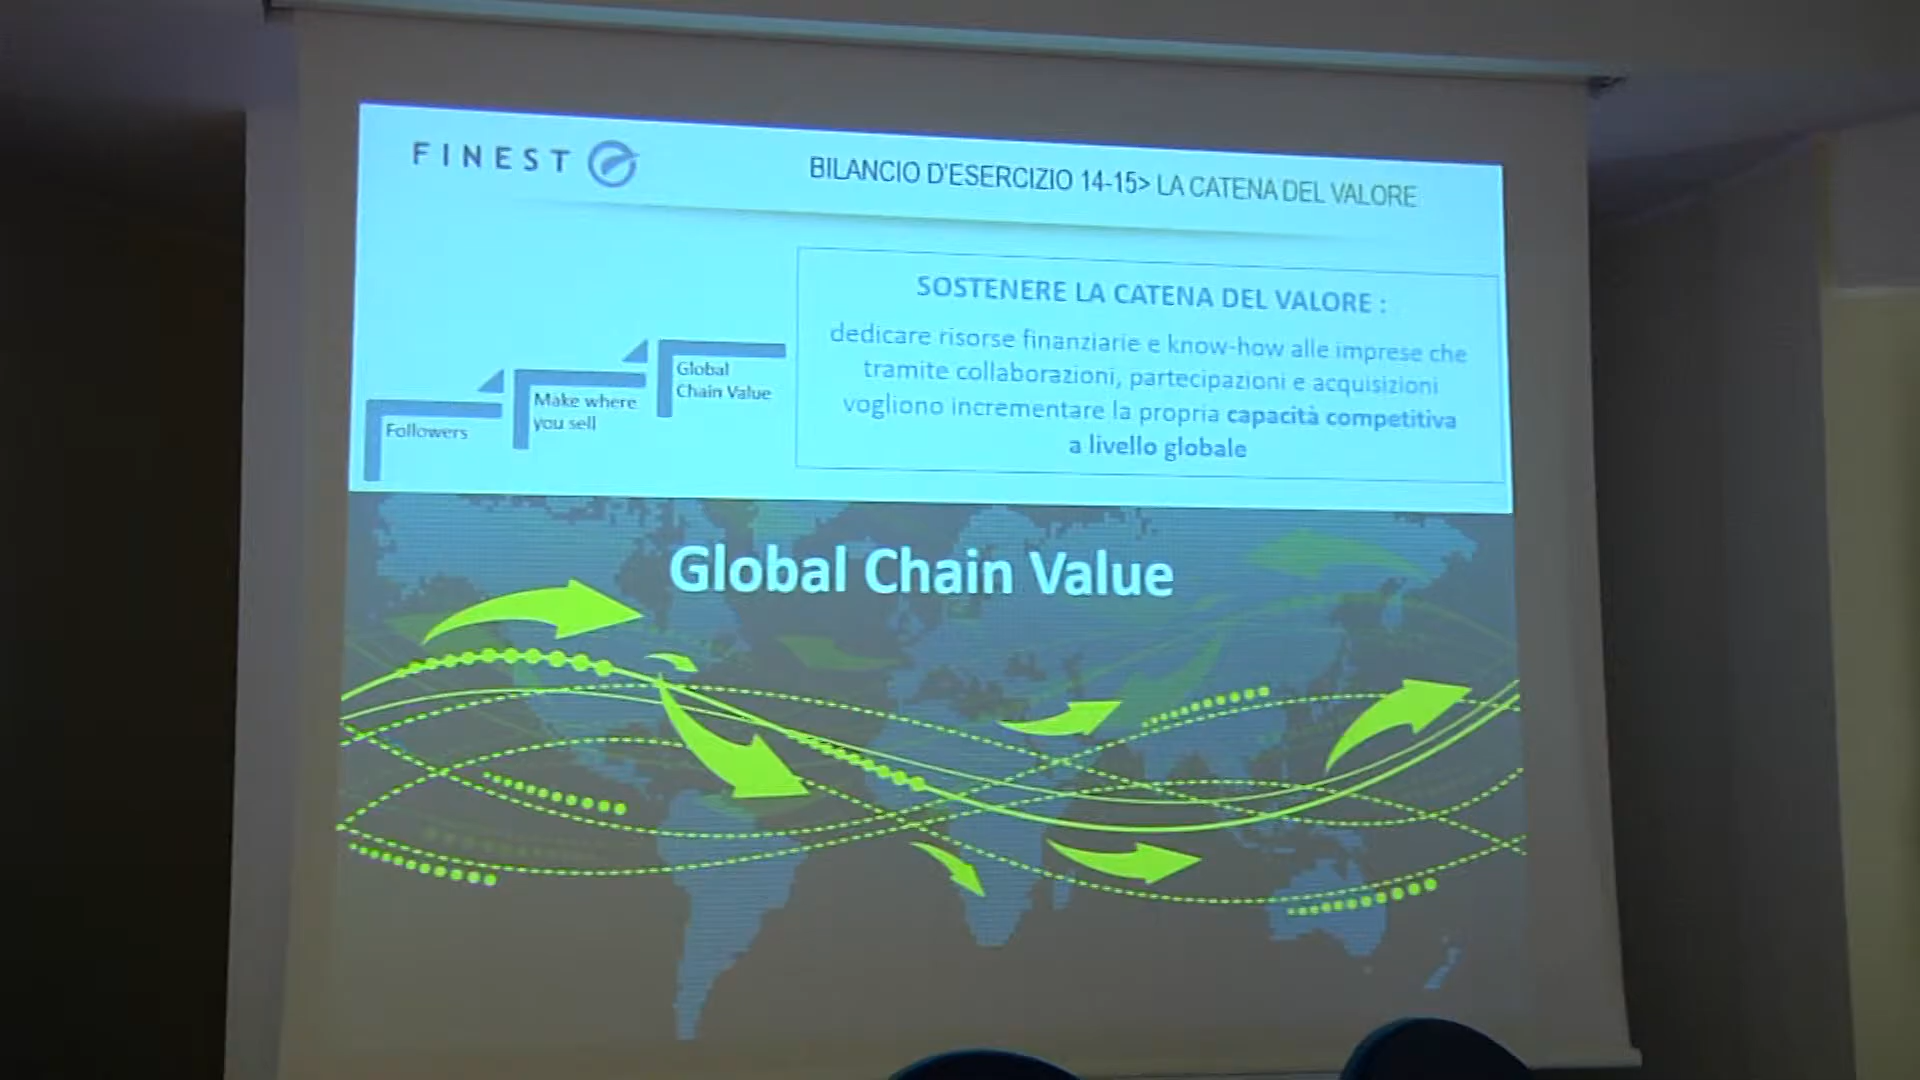 FINEST
BILANCIO D'ESERCIZIO 14-15> LA CATENA DEL VALORE
SOSTENERE LA CATENA DEL VALORE :
dedicare risorse finanziarie e know-how alle imprese che
tramite collaborazioni, partecipazioni e acquisizioni
vogliono incrementare la propria capacità competitiva
a livello globale
Followers
Make where
you sell
Global
Chain Value
Global Chain Value